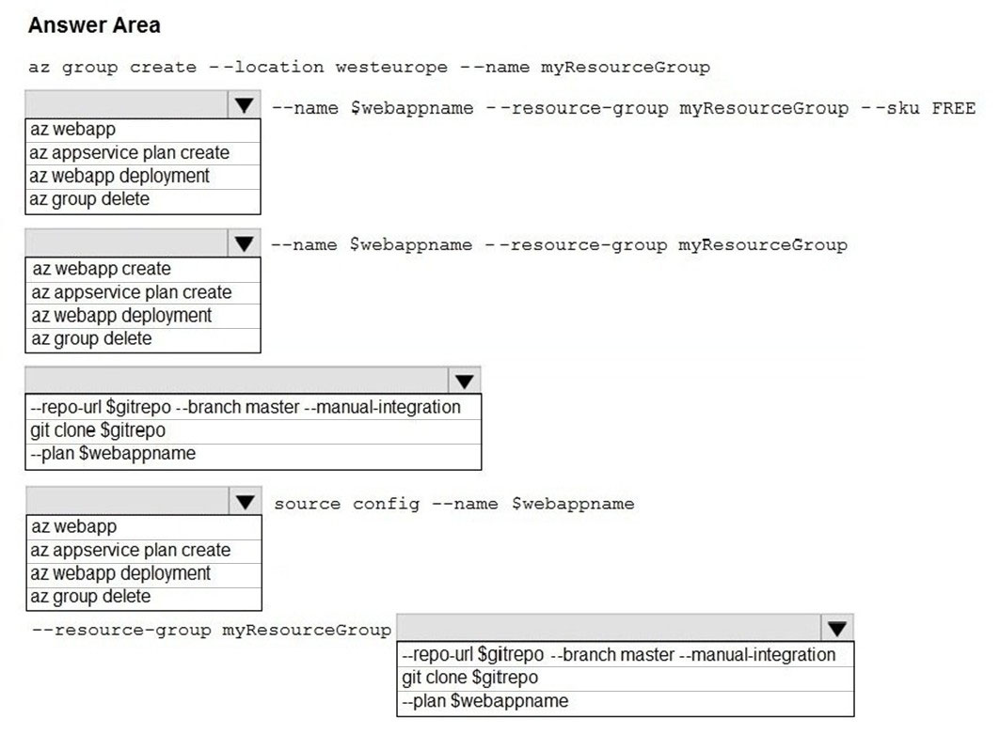 Answer Area
az group create --location westeurope --name myResourceGroup
--name $webappname --resource-group myResourceGroup --sku FREE
az webapp
az appservice plan create
az webapp deployment
az group delete
--name $webappname --resource-group myResourceGroup
az webapp create
az appservice plan create
az webapp deployment
az group delete
--repo-url $gitrepo --branch master --manual-integration
git clone $gitrepo
--plan $webappname
source config --name $webappname
az webapp
az appservice plan create
az webapp deployment
az group delete
--resource-group myResourceGroup
--repo-url $gitrepo --branch master --manual-integration
git clone $gitrepo
--plan $webappname